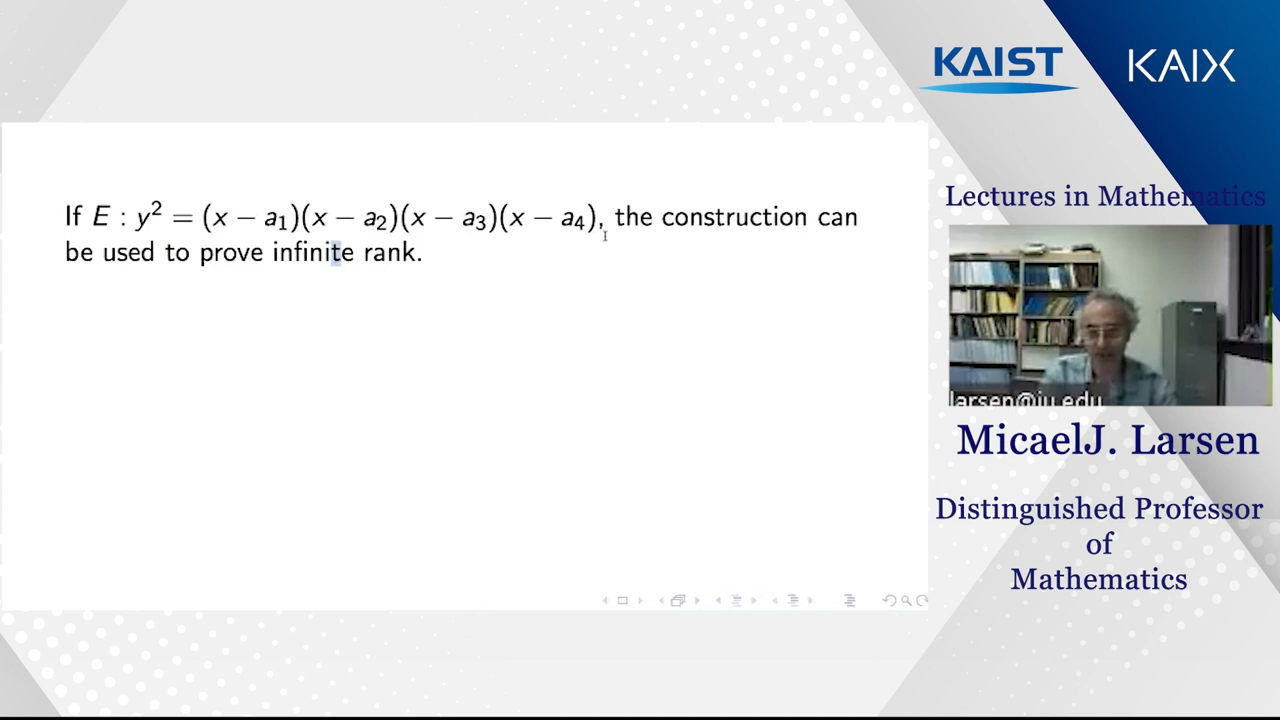 KAIST
KAIX
Lectures in Mathematics
If E : y² = (x − a₁)(x − a₂)(x − a₃)(x − a₄), the construction can
be used to prove infinite rank.
larsen@iu.edu
MicaelJ. Larsen
Distinguished Professor
of
Mathematics